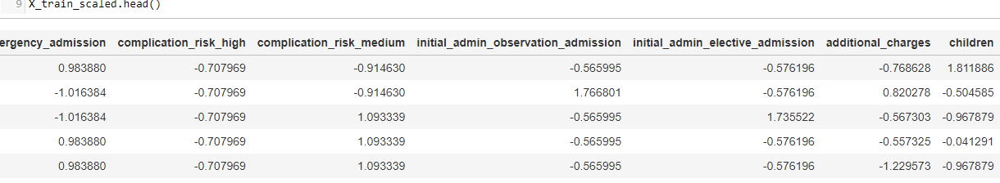 9 X_train_scaled.head()
ergency_admission complication_risk_high complication_risk_medium initial_admin_observation_admission initial_admin_elective_admission additional_charges children
0.983880 -0.707969 -0.914630 -0.565995 -0.576196 -0.768628 1.811886
-1.016384 -0.707969 -0.914630 1.766801 -0.576196 0.820278 -0.504585
-1.016384 -0.707969 1.093339 -0.565995 1.735522 -0.567303 -0.967879
0.983880 -0.707969 1.093339 -0.565995 -0.576196 -0.557325 -0.041291
0.983880 -0.707969 1.093339 -0.565995 -0.576196 -1.229573 -0.967879